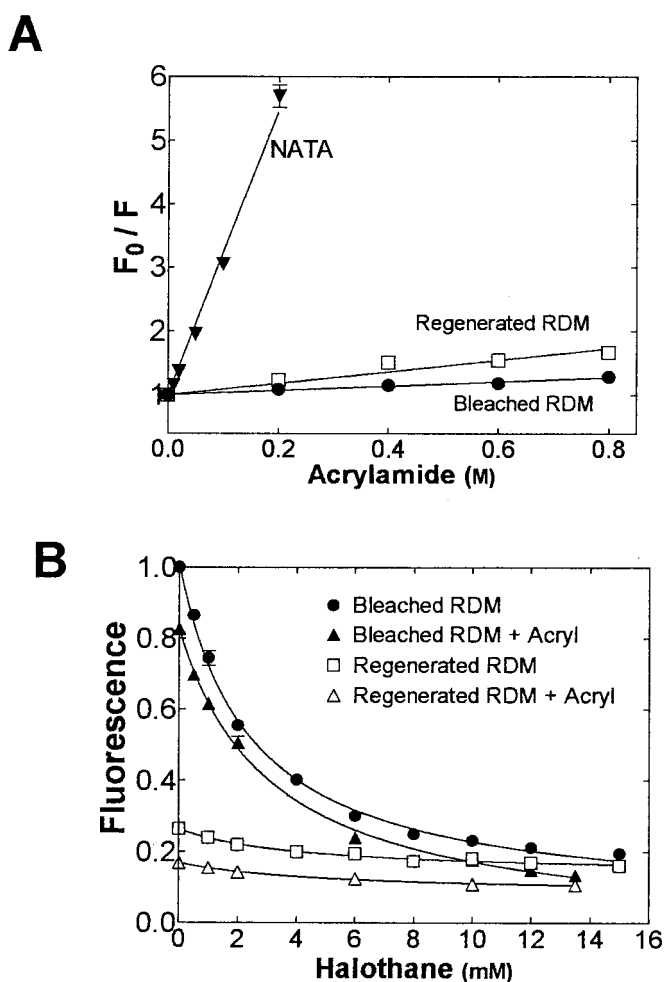 A
6
5
4
3
2
1
F0 / F
NATA
Regenerated RDM
Bleached RDM
0.0 0.2 0.4 0.6 0.8
Acrylamide (M)
B
1.0
0.8
0.6
0.4
0.2
0.0
Fluorescence
Bleached RDM
Bleached RDM + Acryl
Regenerated RDM
Regenerated RDM + Acryl
0 2 4 6 8 10 12 14 16
Halothane (mM)